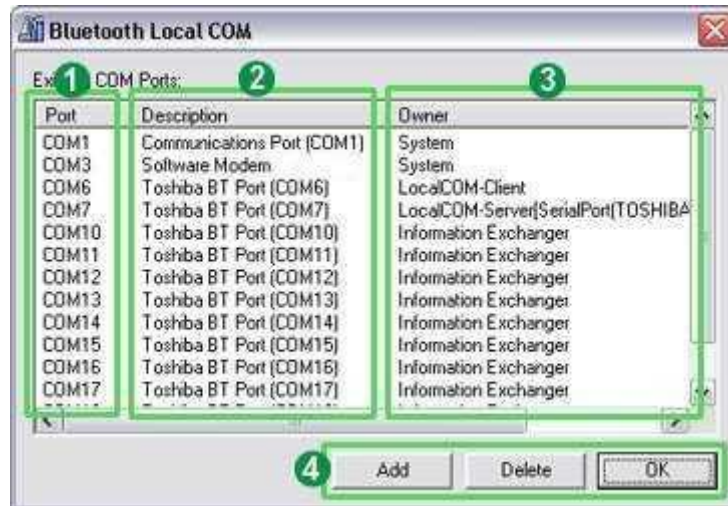 Bluetooth Local COM
COM Ports:
1 2 3
Port Description Owner
COM1 Communications Port (COM1) System
COM3 Software Modem System
COM6 Toshiba BT Port (COM6) LocalCOM-Client
COM7 Toshiba BT Port (COM7) LocalCOM-Server(SerialPort(TOSHIBA
COM10 Toshiba BT Port (COM10) Information Exchanger
COM11 Toshiba BT Port (COM11) Information Exchanger
COM12 Toshiba BT Port (COM12) Information Exchanger
COM13 Toshiba BT Port (COM13) Information Exchanger
COM14 Toshiba BT Port (COM14) Information Exchanger
COM15 Toshiba BT Port (COM15) Information Exchanger
COM16 Toshiba BT Port (COM16) Information Exchanger
COM17 Toshiba BT Port (COM17) Information Exchanger
4 Add Delete OK